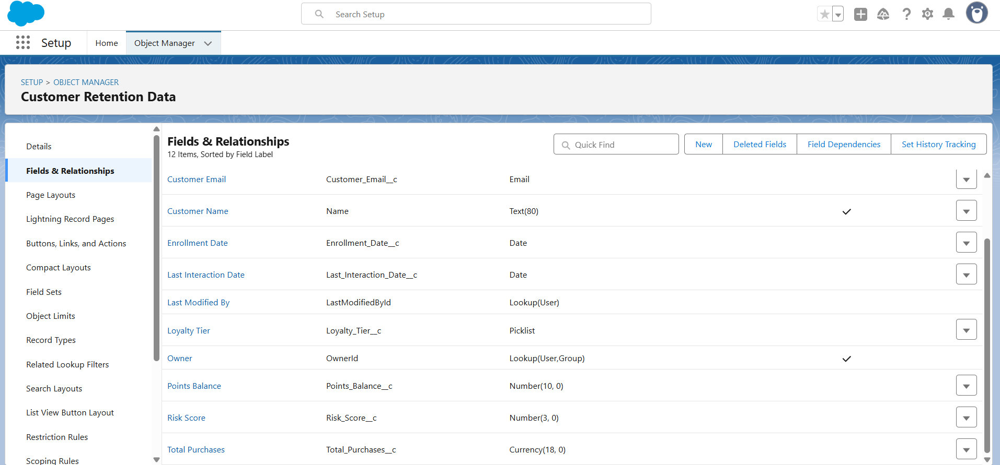 Search Setup
Setup
Home
Object Manager
SETUP > OBJECT MANAGER
Customer Retention Data
Details
Fields & Relationships
Page Layouts
Lightning Record Pages
Buttons, Links, and Actions
Compact Layouts
Field Sets
Object Limits
Record Types
Related Lookup Filters
Search Layouts
List View Button Layout
Restriction Rules
Scoping Rules
Fields & Relationships
12 Items, Sorted by Field Label
Quick Find
New
Deleted Fields
Field Dependencies
Set History Tracking
Customer Email Customer_Email__c Email
Customer Name Name Text(80)
Enrollment Date Enrollment_Date__c Date
Last Interaction Date Last_Interaction_Date__c Date
Last Modified By LastModifiedById Lookup(User)
Loyalty Tier Loyalty_Tier__c Picklist
Owner OwnerId Lookup(User,Group)
Points Balance Points_Balance__c Number(10, 0)
Risk Score Risk_Score__c Number(3, 0)
Total Purchases Total_Purchases__c Currency(18, 0)